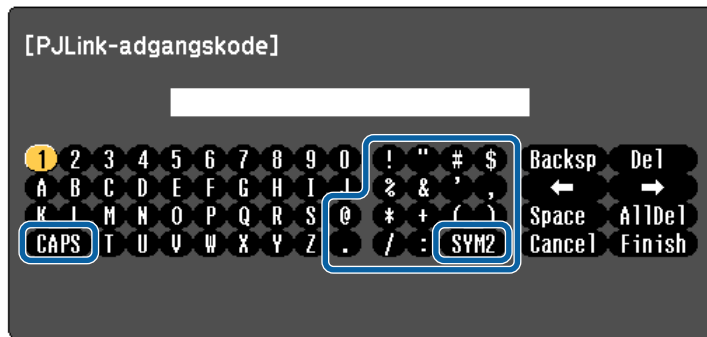 [PJLink-adgangskode]
1 2 3 4 5 6 7 8 9 0 ! " # $ Backsp Del
A B C D E F G H I J % & ' , ← →
K L M N O P Q R S @ * + ( ) Space AllDel
CAPS T U V W X Y Z . / : SYM2 Cancel Finish